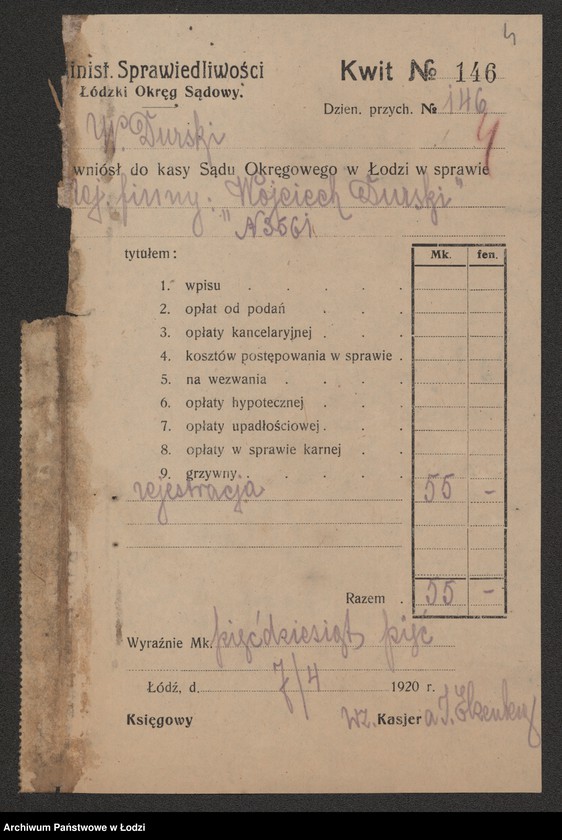 4
inist. Sprawiedliwości
Łódzki Okręg Sądowy.
Kwit № 146
Dzien. przych. № 146
4
W. Turski
wniósł do kasy Sądu Okręgowego w Łodzi w sprawie
rej. firmy: "Wojciech Turski"
N3561
tytułem:
Mk. fen.
1. wpisu . . . . .
2. opłat od podań . . .
3. opłaty kancelaryjnej . . .
4. kosztów postępowania w sprawie .
5. na wezwania . . . .
6. opłaty hypotecznej . . .
7. opłaty upadłościowej . . .
8. opłaty w sprawie karnej . .
9. grzywny . . . . .
rejestracja 55 -
Razem . 55 -
Wyraźnie Mk. pięćdziesiąt pięć
Łódź, d. 7/4 1920 r.
Księgowy wz. Kasjer
Archiwum Państwowe w Łodzi